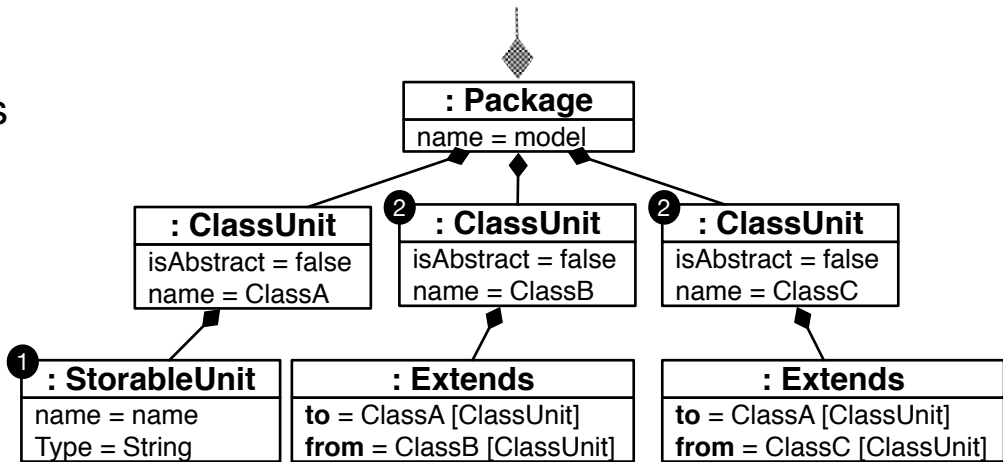 s
: Package
name = model
2
2
: ClassUnit
isAbstract = false
name = ClassA
: ClassUnit
isAbstract = false
name = ClassB
: ClassUnit
isAbstract = false
name = ClassC
1
: StorableUnit
name = name
Type = String
: Extends
to = ClassA [ClassUnit]
from = ClassB [ClassUnit]
: Extends
to = ClassA [ClassUnit]
from = ClassC [ClassUnit]